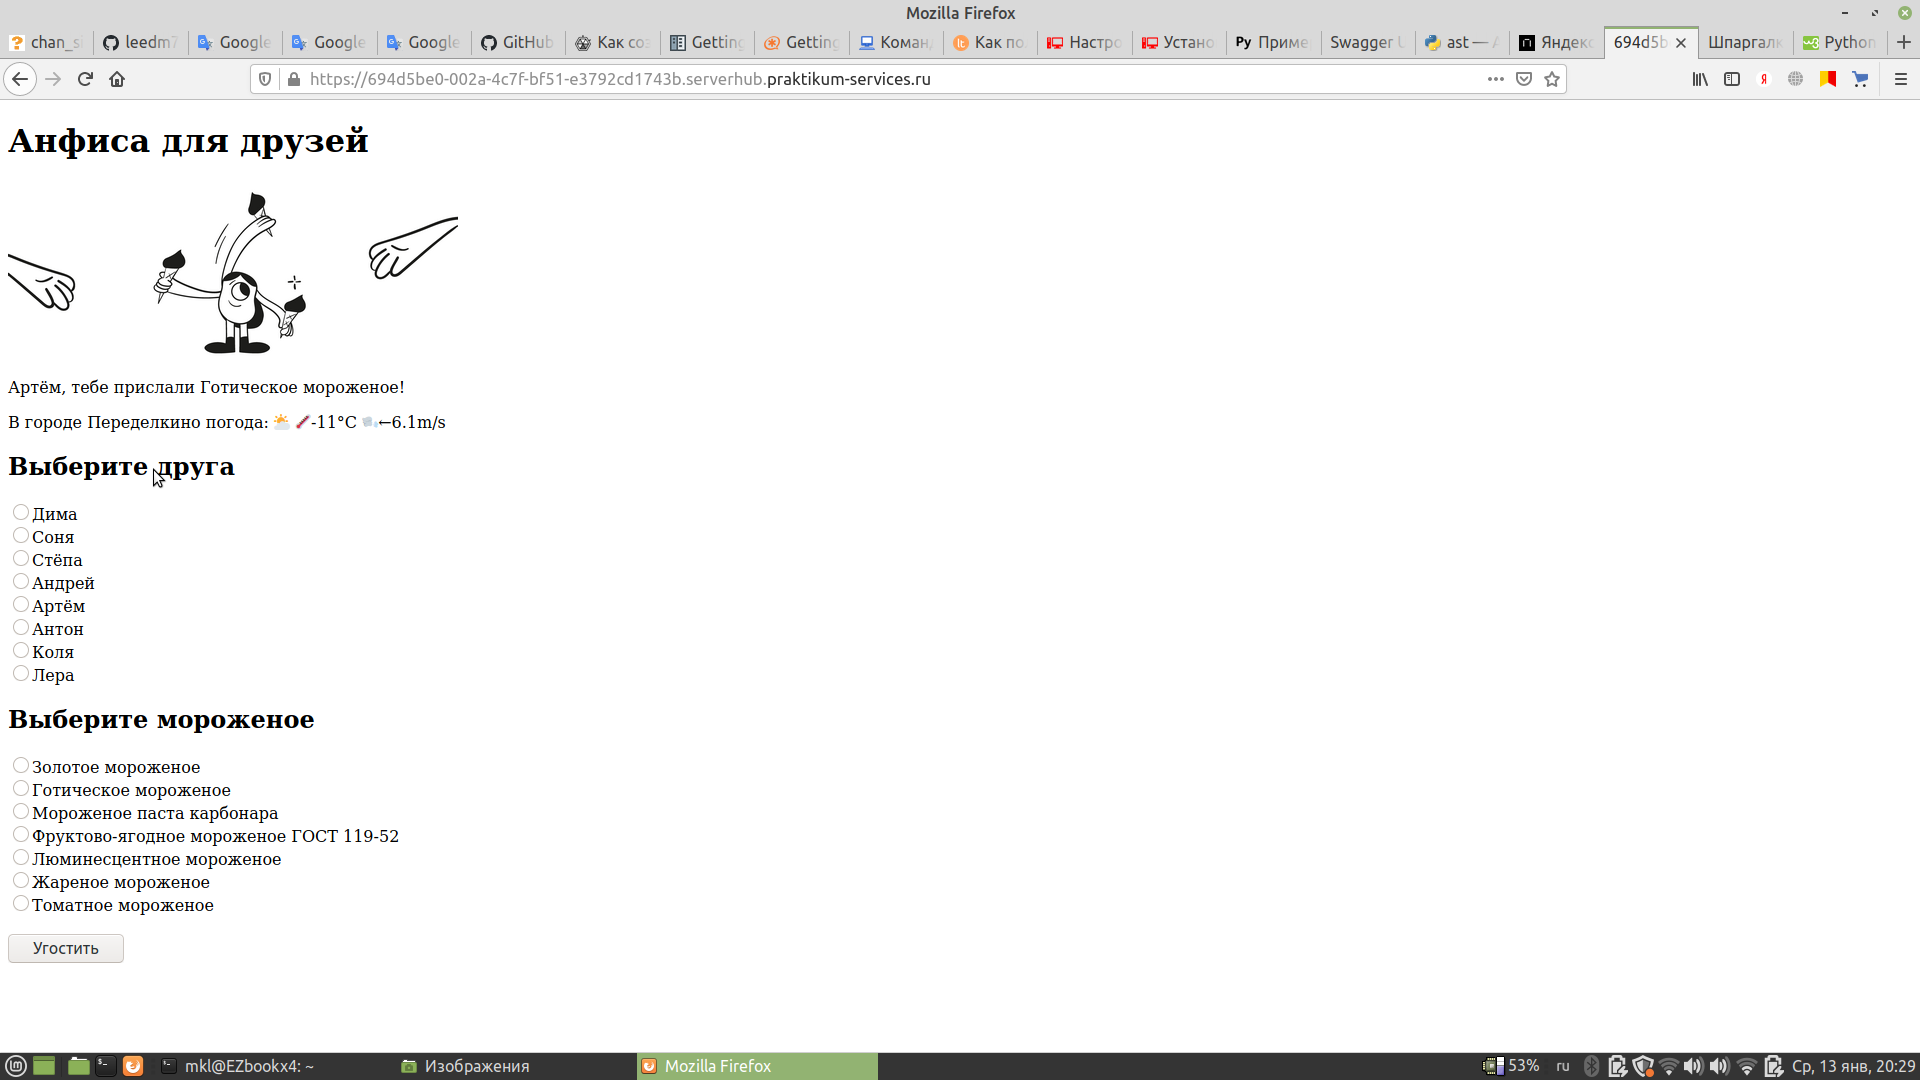 Mozilla Firefox
chan_s
leedm7
Google
Google
Google
GitHub
Как со
Getting
Getting
Коман
Как по
Настро
Устано
Py Приме
Swagger U
ast — A
Яндекс
694d5b
Шпаргалк
Python
https://694d5be0-002a-4c7f-bf51-e3792cd1743b.serverhub.praktikum-services.ru
Анфиса для друзей
Артём, тебе прислали Готическое мороженое!
В городе Переделкино погода: ⛅ 🌡-11°C 🌬←6.1m/s
Выберите друга
Дима
Соня
Стёпа
Андрей
Артём
Антон
Коля
Лера
Выберите мороженое
Золотое мороженое
Готическое мороженое
Мороженое паста карбонара
Фруктово-ягодное мороженое ГОСТ 119-52
Люминесцентное мороженое
Жареное мороженое
Томатное мороженое
Угостить
mkl@EZbookx4: ~
Изображения
Mozilla Firefox
53%
ru
Ср, 13 янв, 20:29